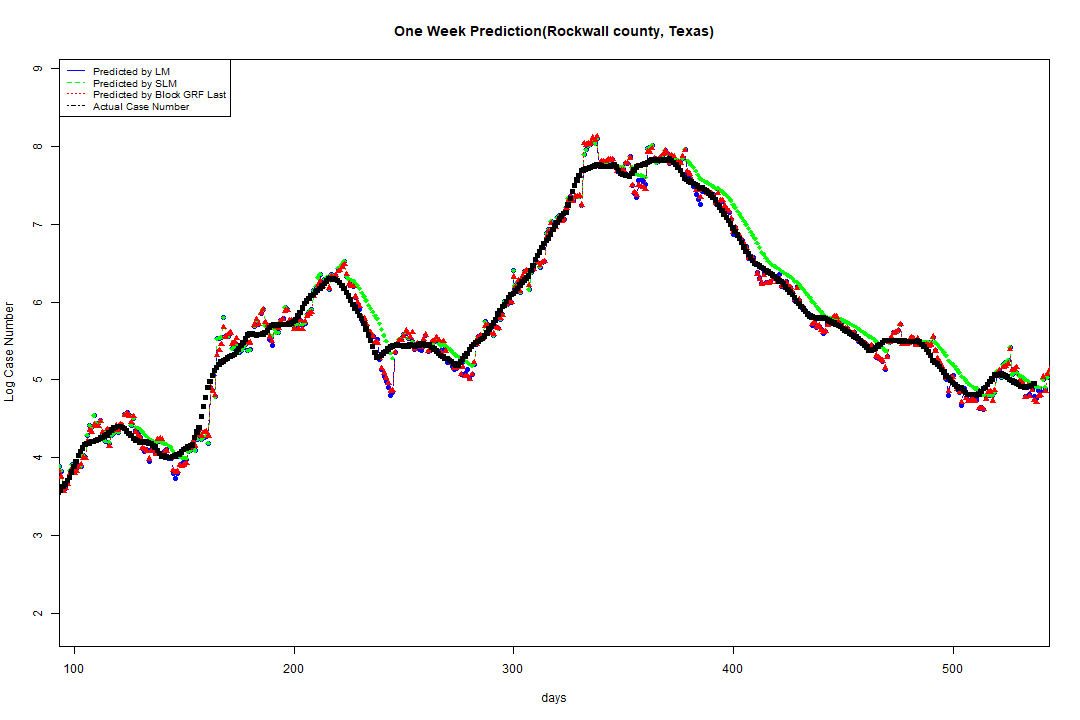 One Week Prediction(Rockwall county, Texas)
Predicted by LM
Predicted by SLM
Predicted by Block GRF Last
Actual Case Number
9
8
7
6
5
4
3
2
Log Case Number
100 200 300 400 500
days